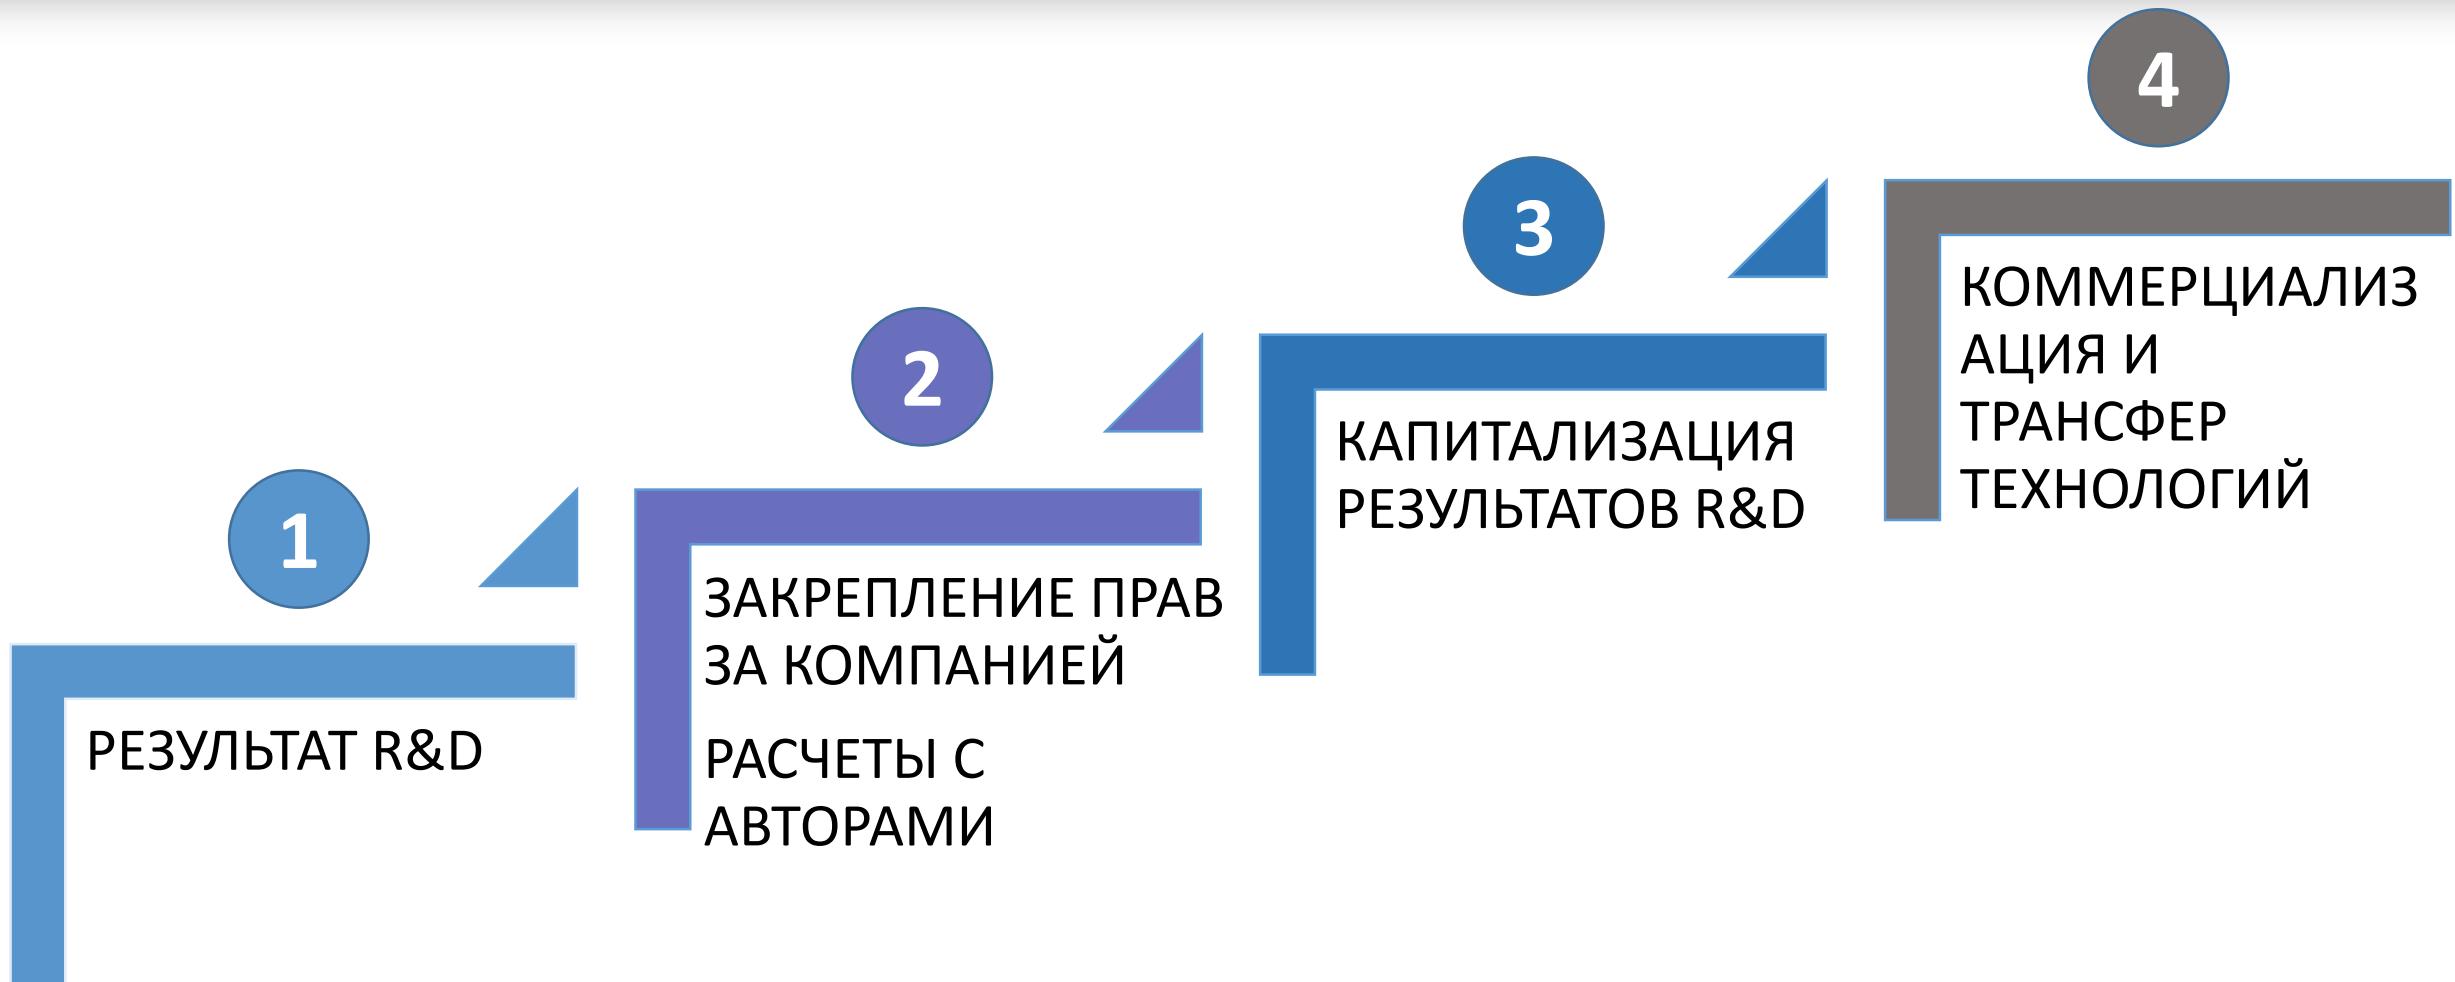 1
РЕЗУЛЬТАТ R&D
2
ЗАКРЕПЛЕНИЕ ПРАВ
ЗА КОМПАНИЕЙ
РАСЧЕТЫ С
АВТОРАМИ
3
КАПИТАЛИЗАЦИЯ
РЕЗУЛЬТАТОВ R&D
4
КОММЕРЦИАЛИЗ
АЦИЯ И
ТРАНСФЕР
ТЕХНОЛОГИЙ